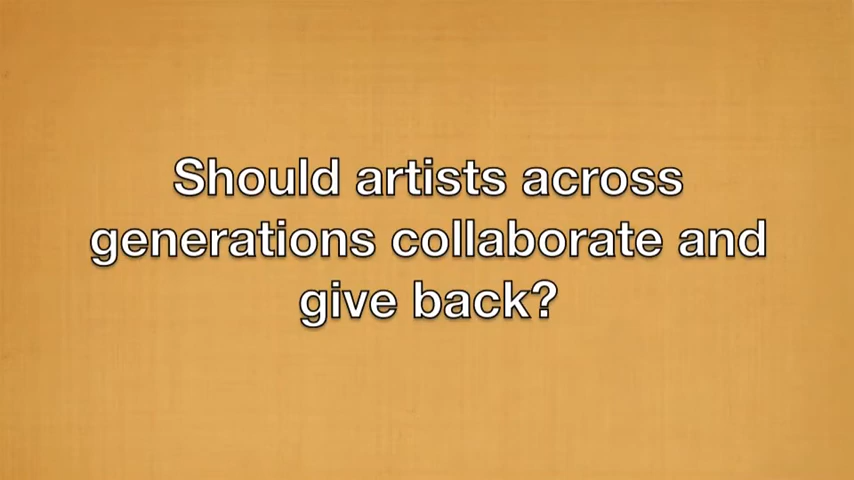 Should artists across
generations collaborate and
give back?